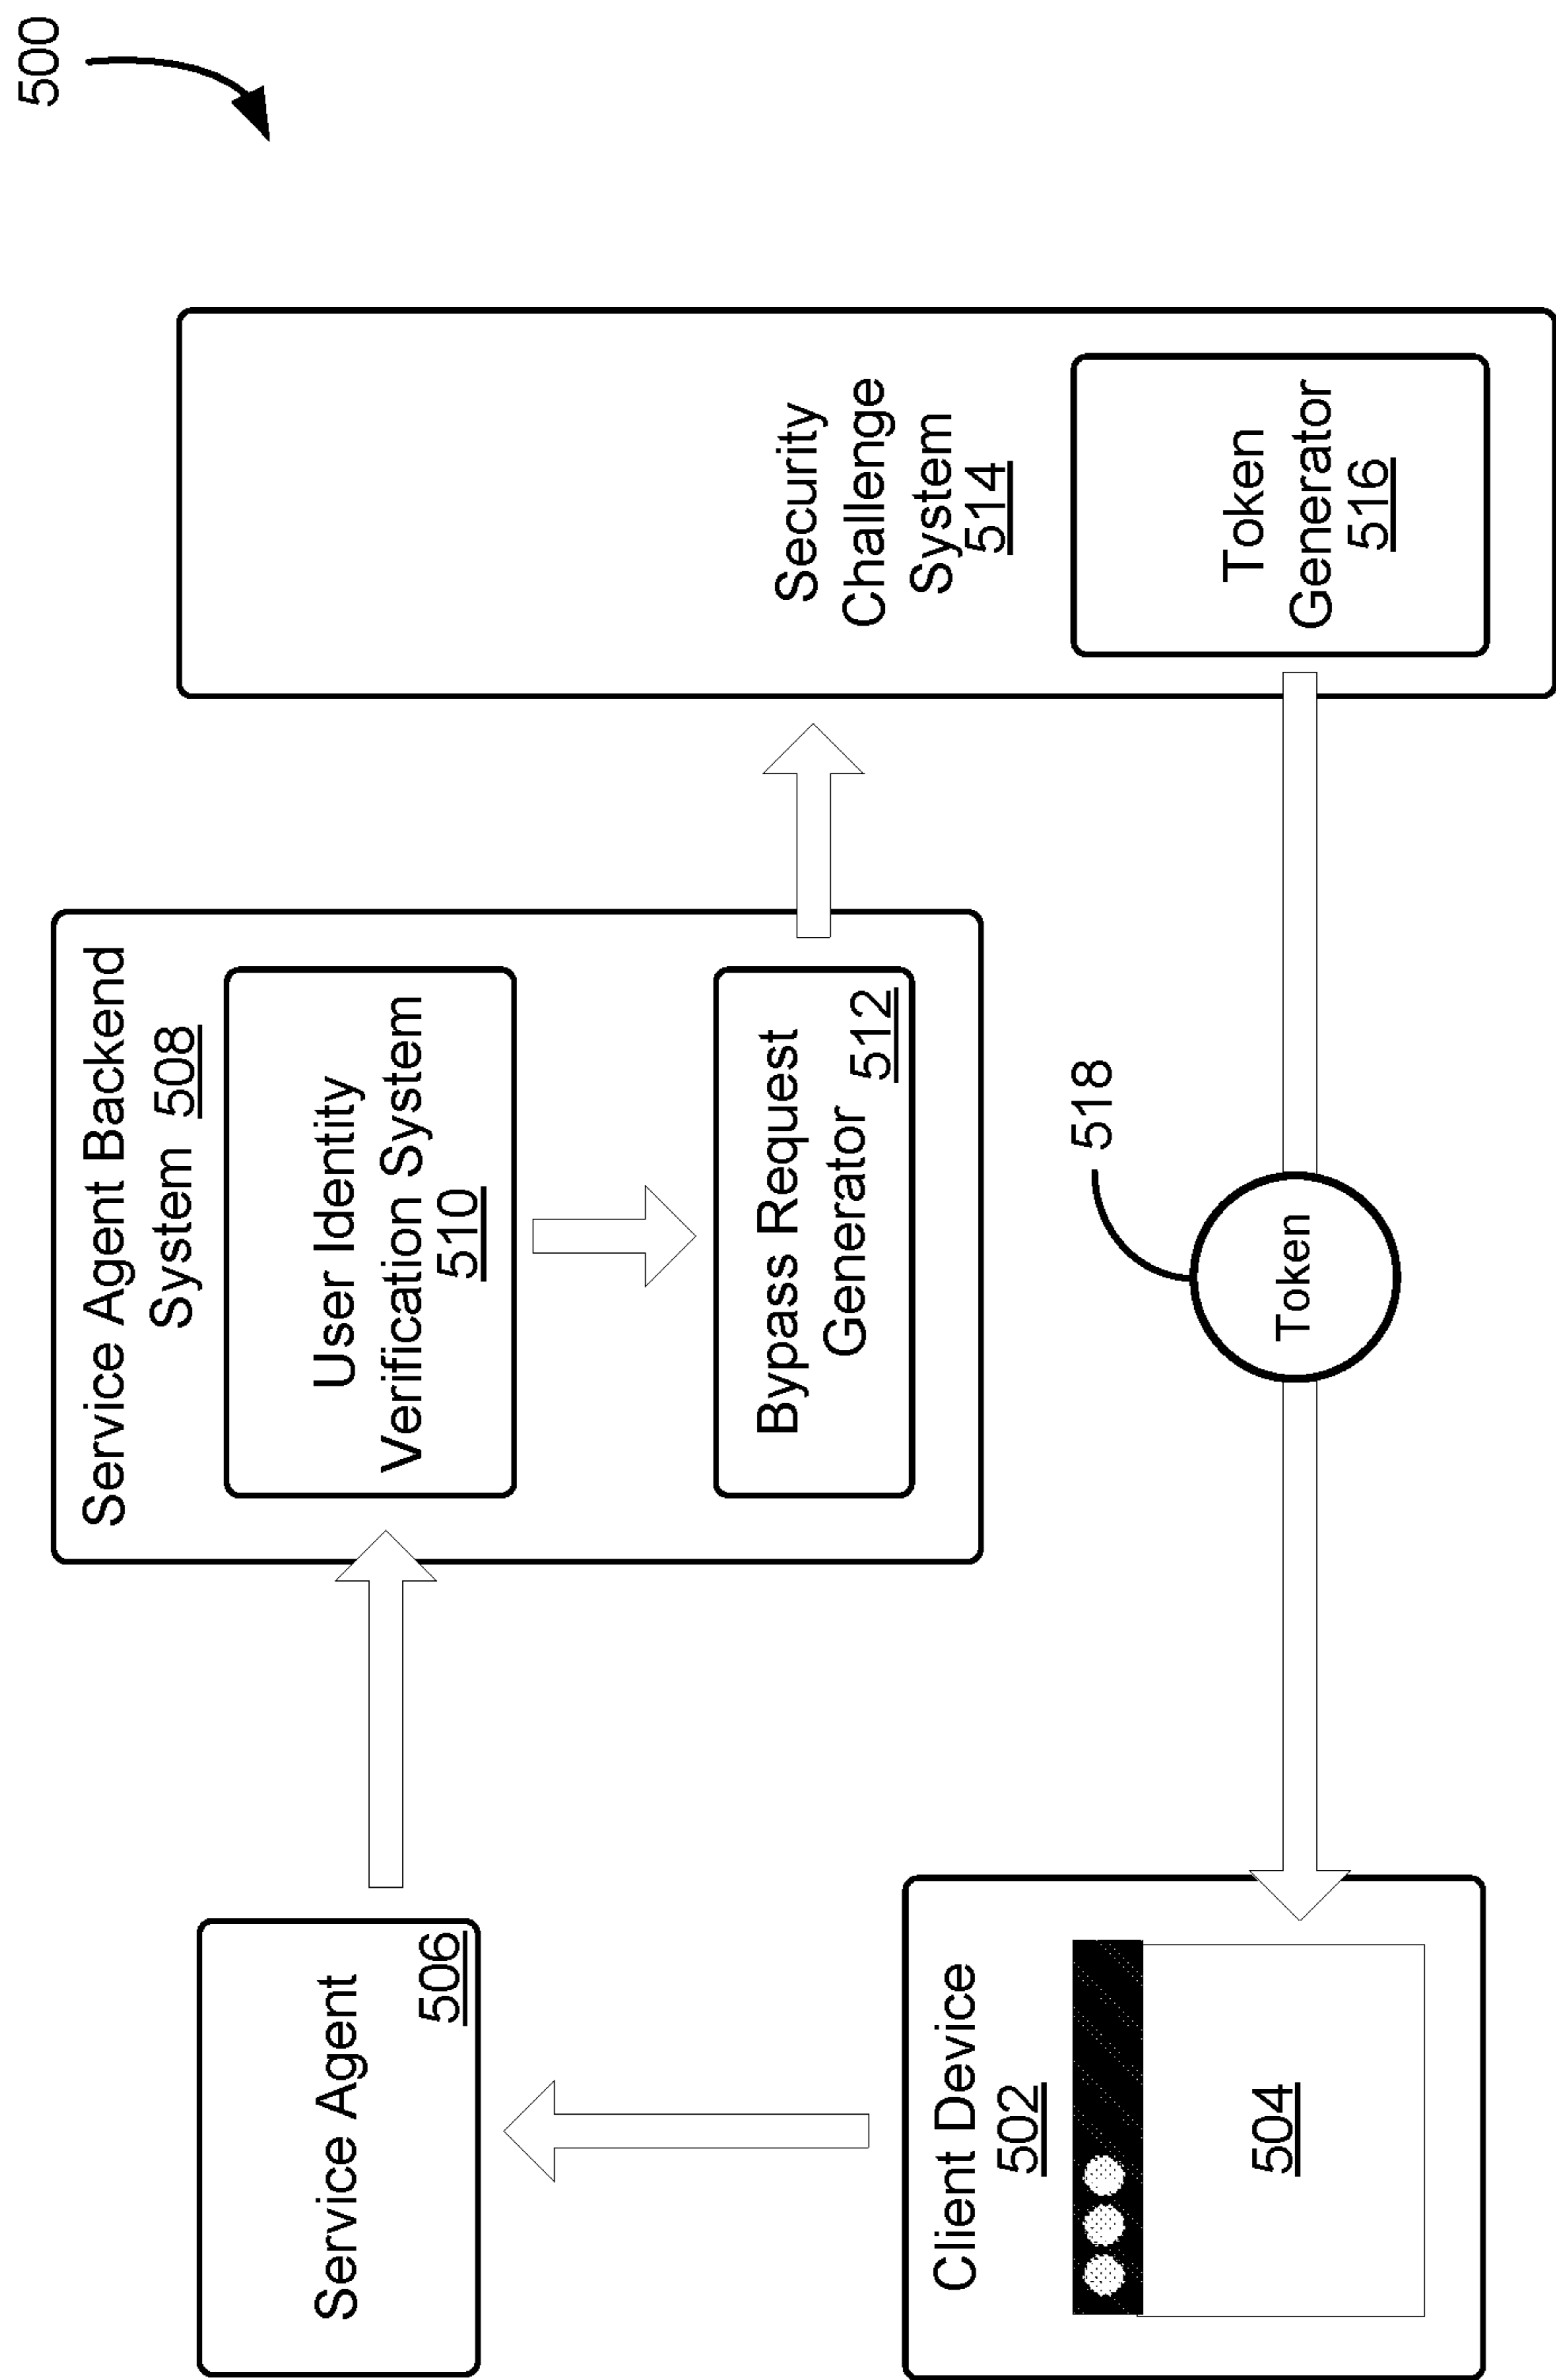 500
Service Agent
506
Service Agent Backend
System 508
User Identity
Verification System
510
Bypass Request
Generator 512
Security
Challenge
System
514
Token
Generator
516
Client Device
502
504
Token
518